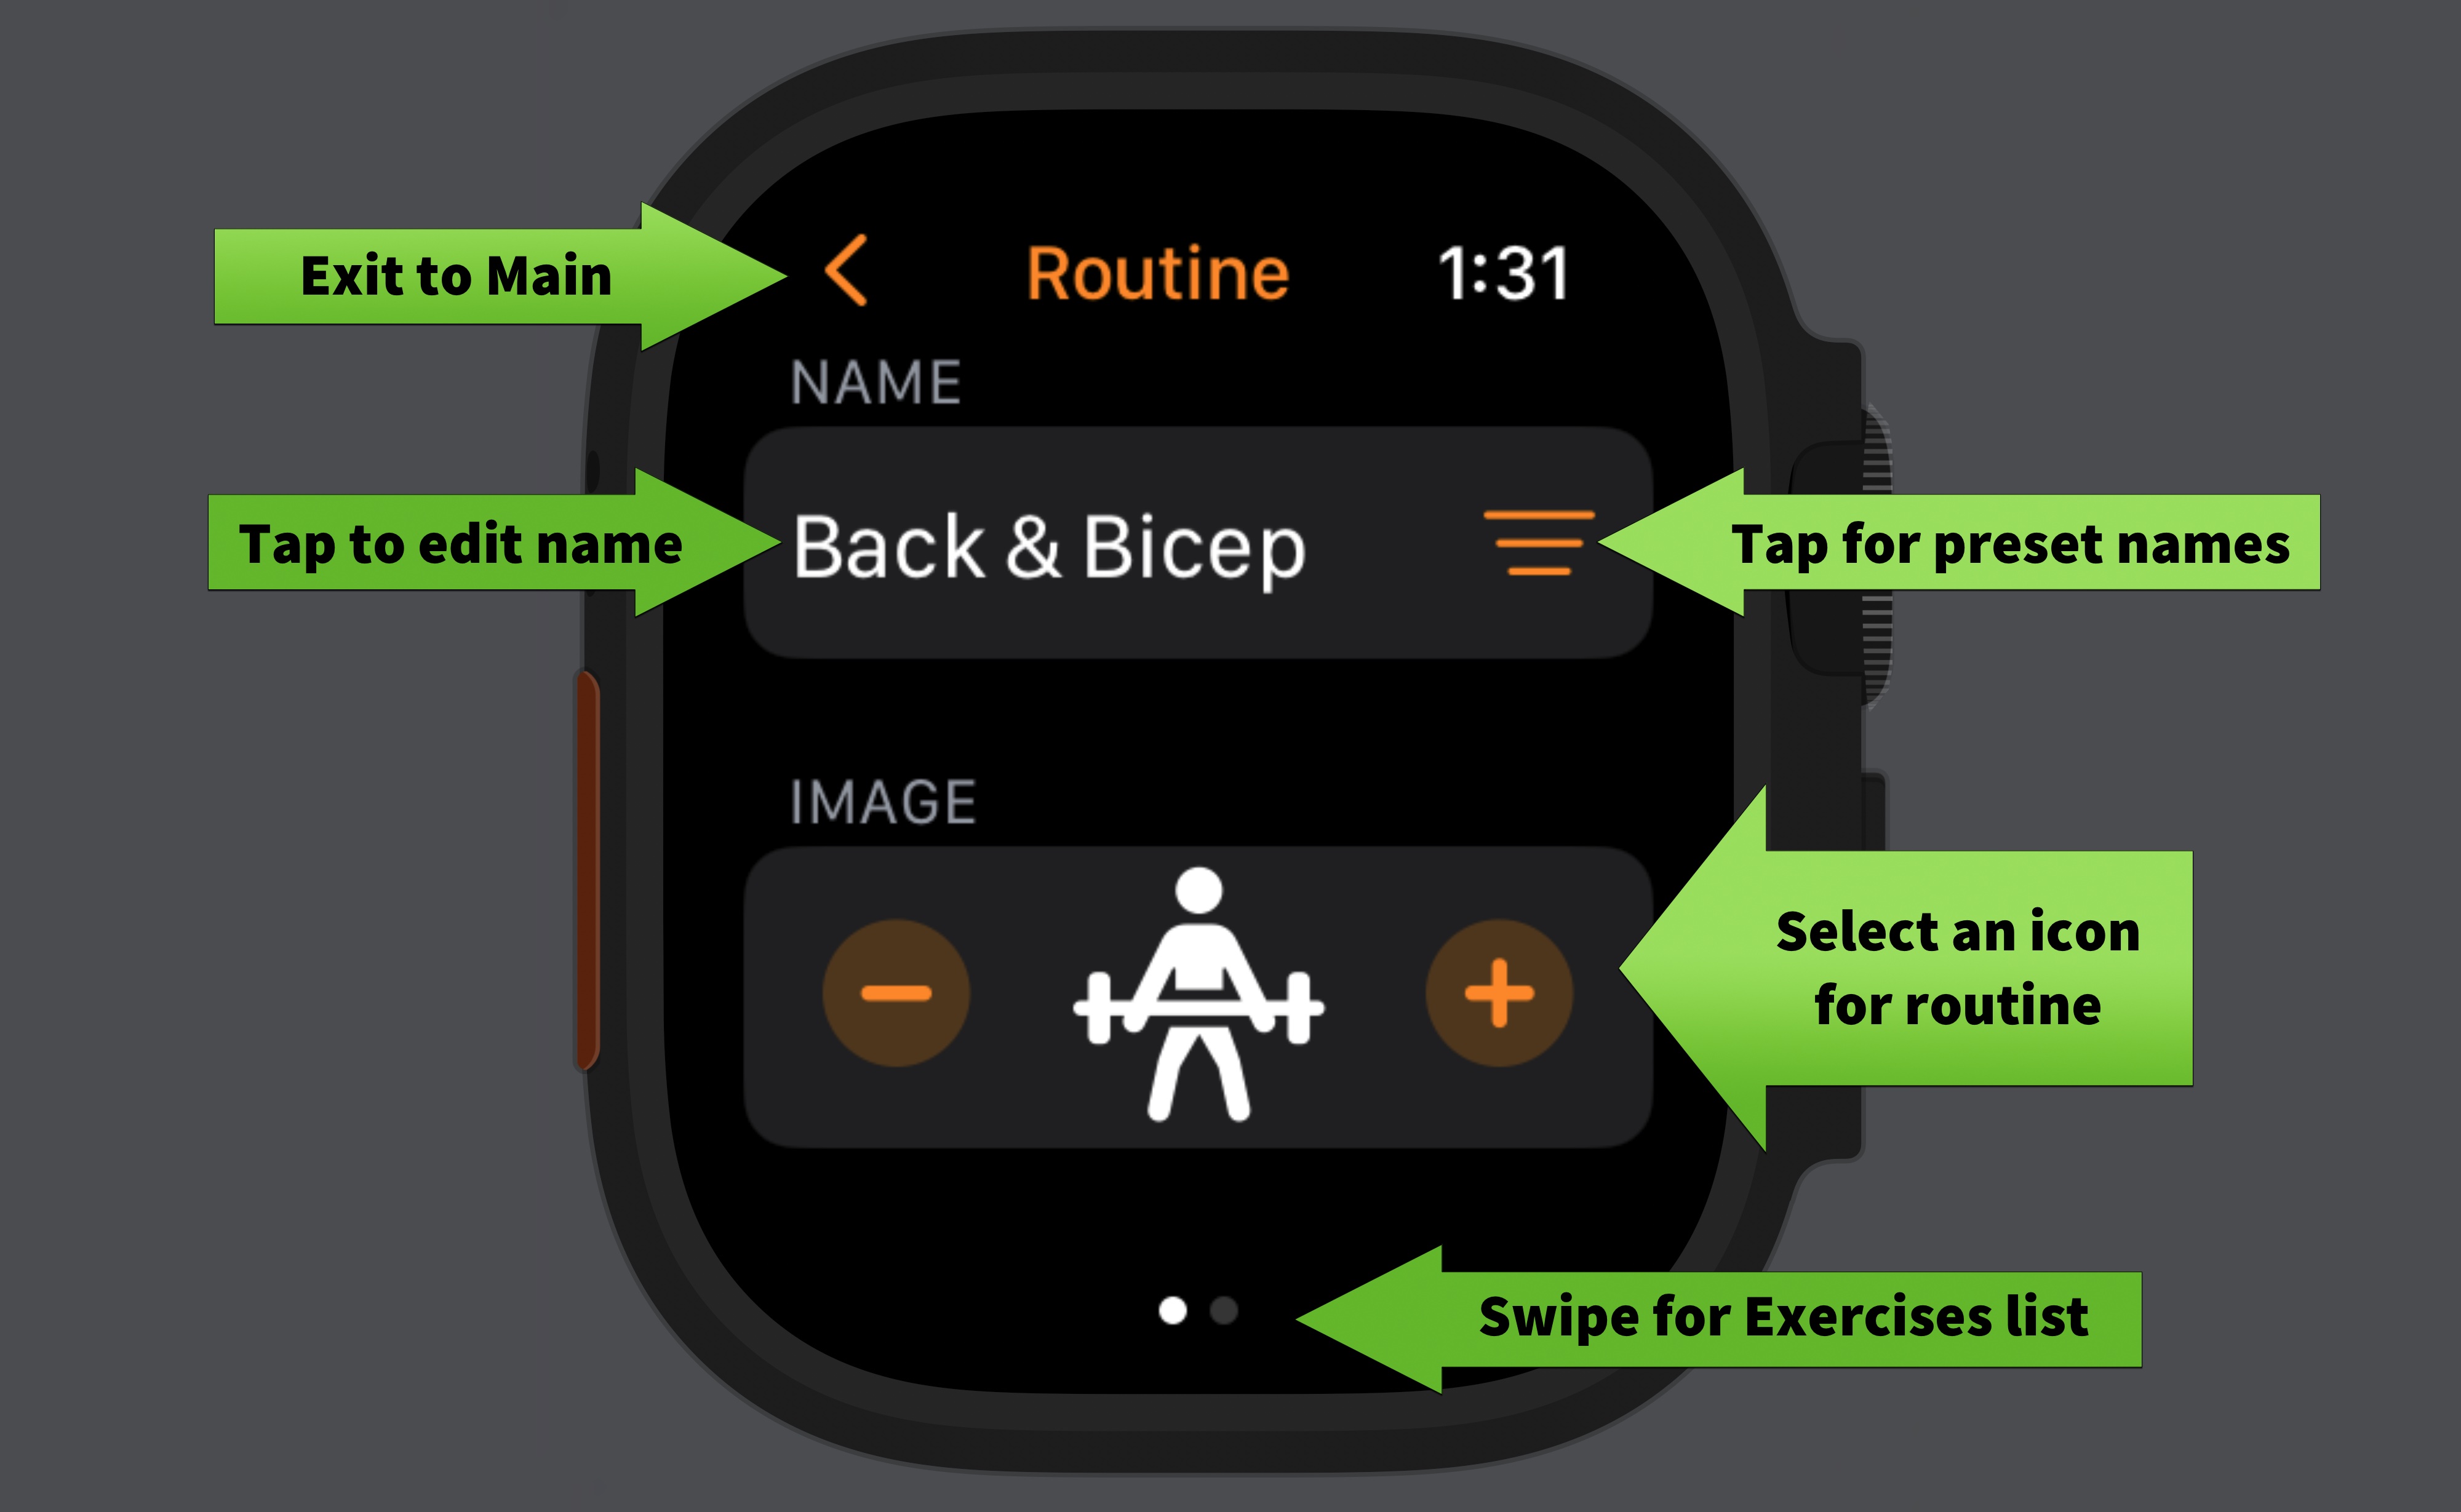 Exit to Main
Routine
1:31
NAME
Tap to edit name
Back & Bicep
Tap for preset names
IMAGE
Select an icon
for routine
Swipe for Exercises list